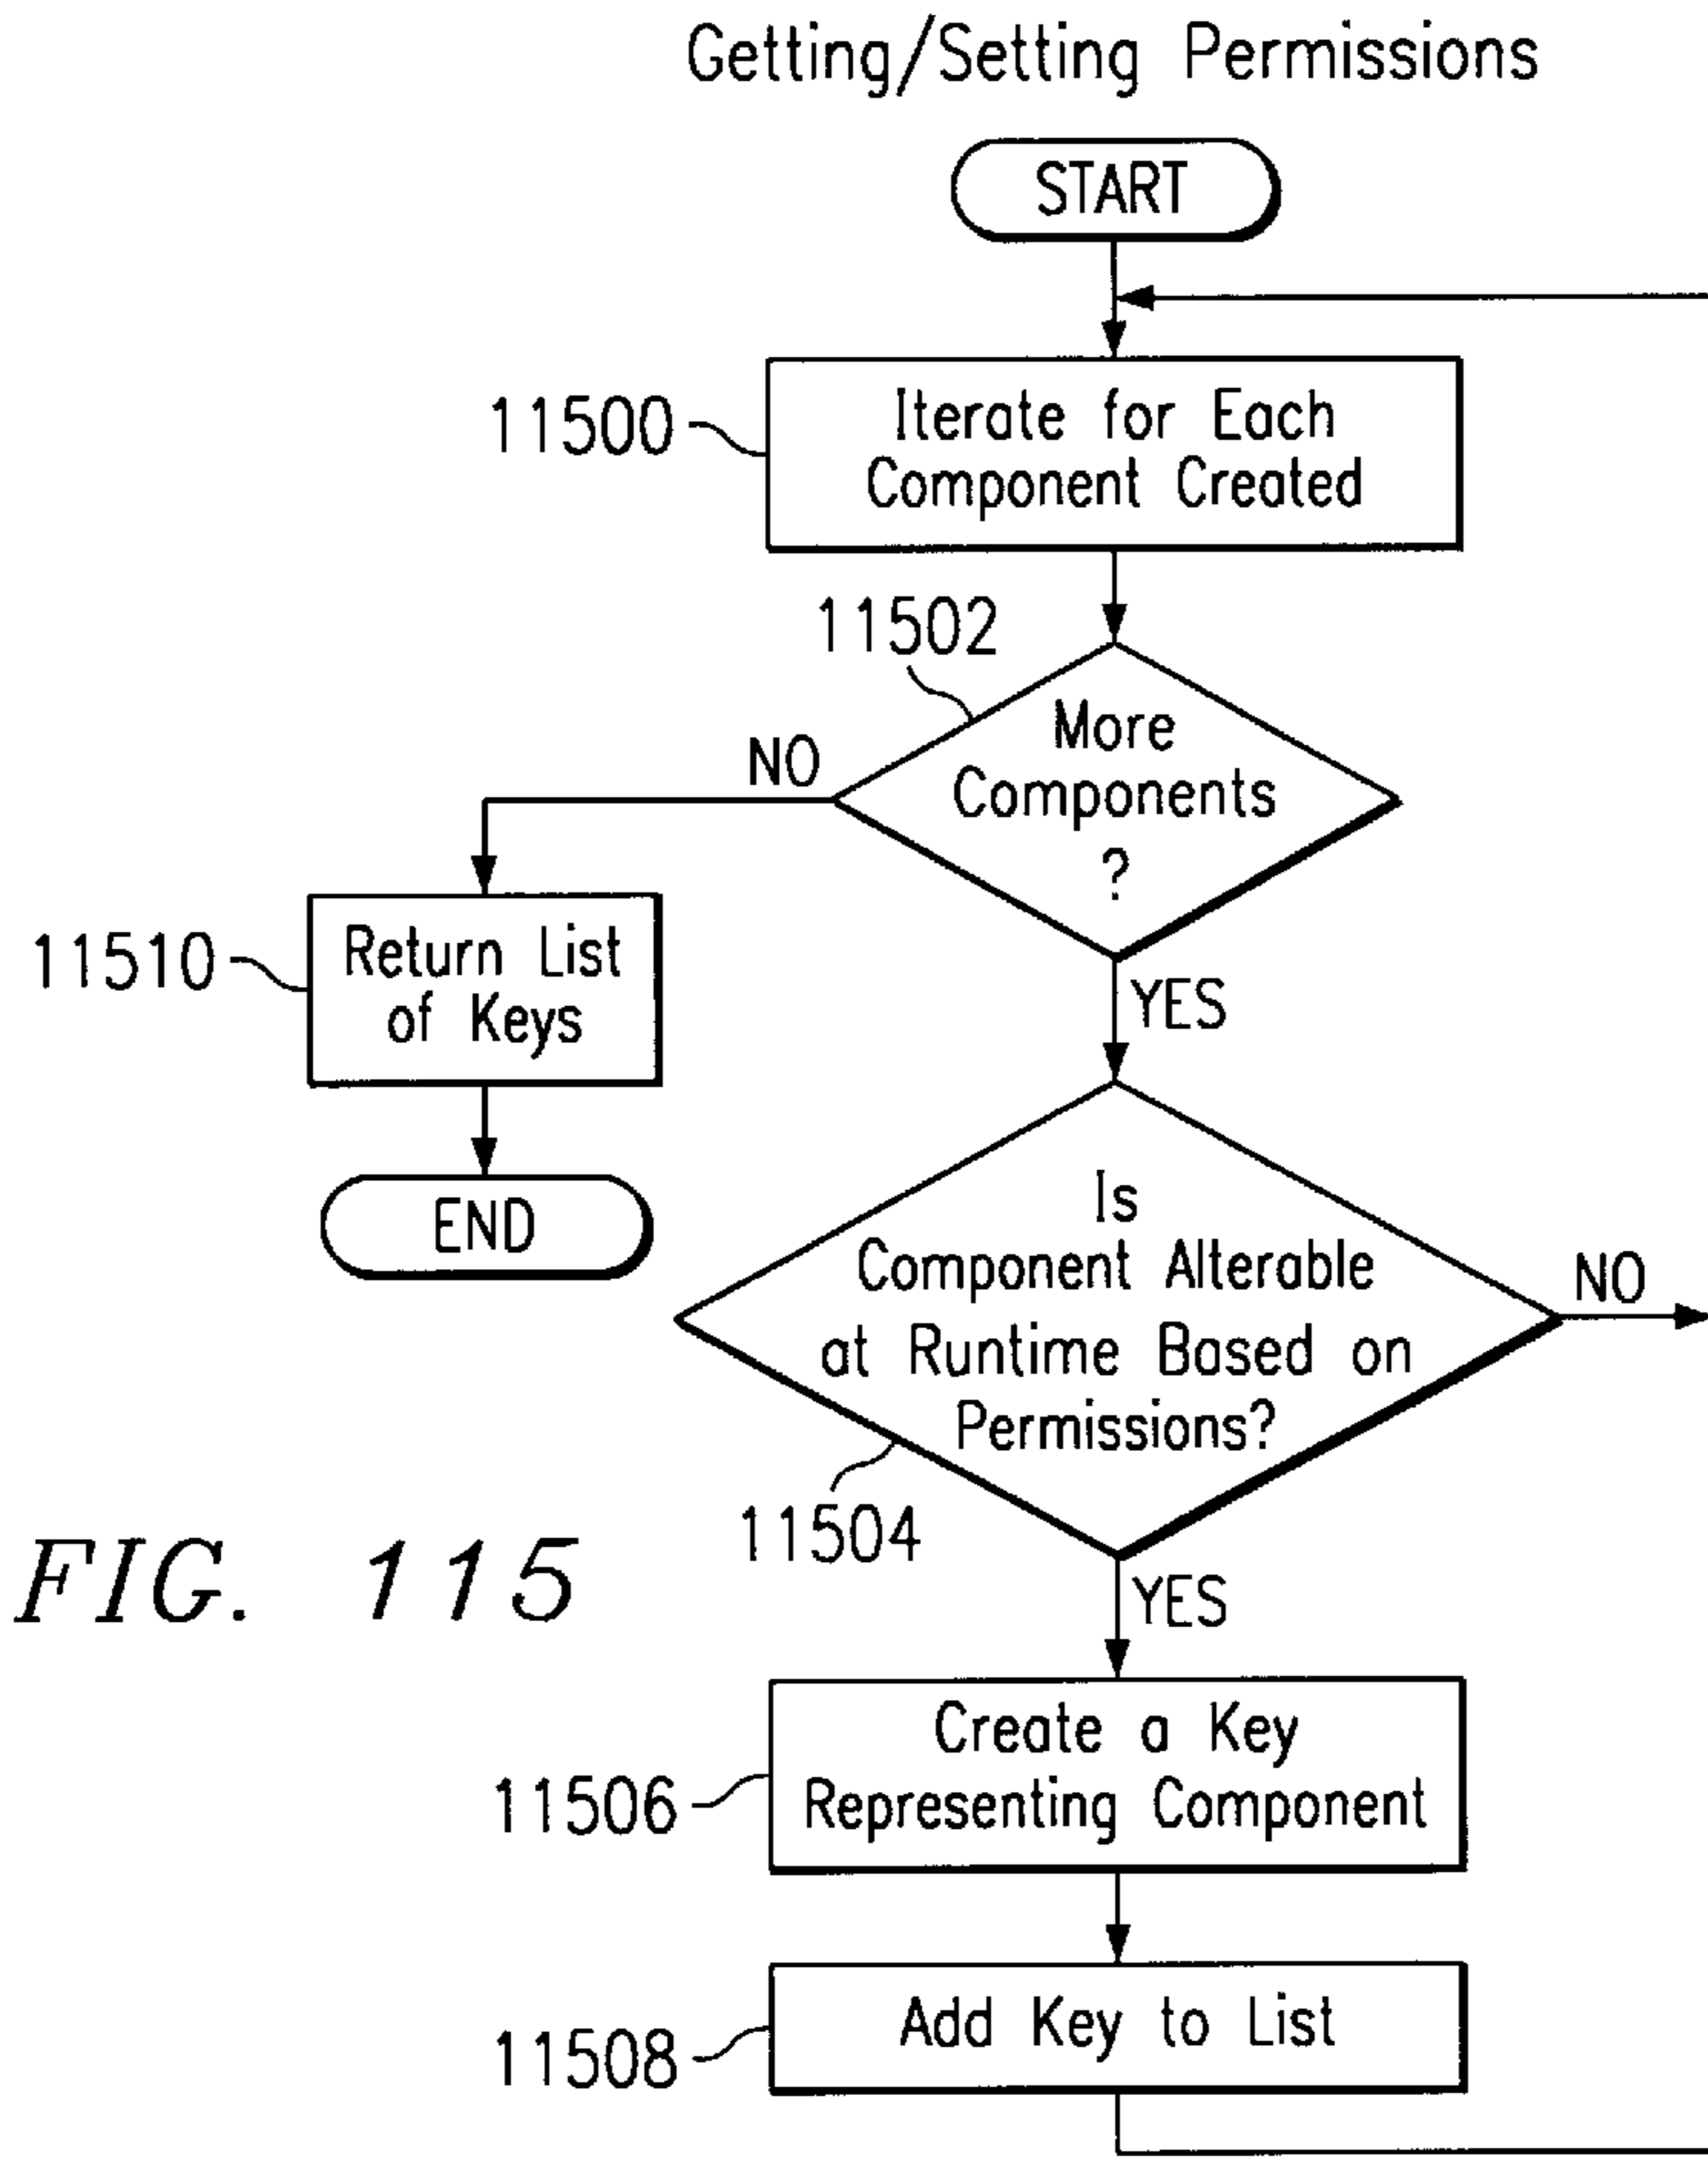 Getting/Setting Permissions
START
11500
Iterate for Each
Component Created
11502
More
Components
?
NO
YES
11510
Return List
of Keys
END
Is
Component Alterable
at Runtime Based on
Permissions?
NO
11504
YES
FIG. 115
11506
Create a Key
Representing Component
11508
Add Key to List